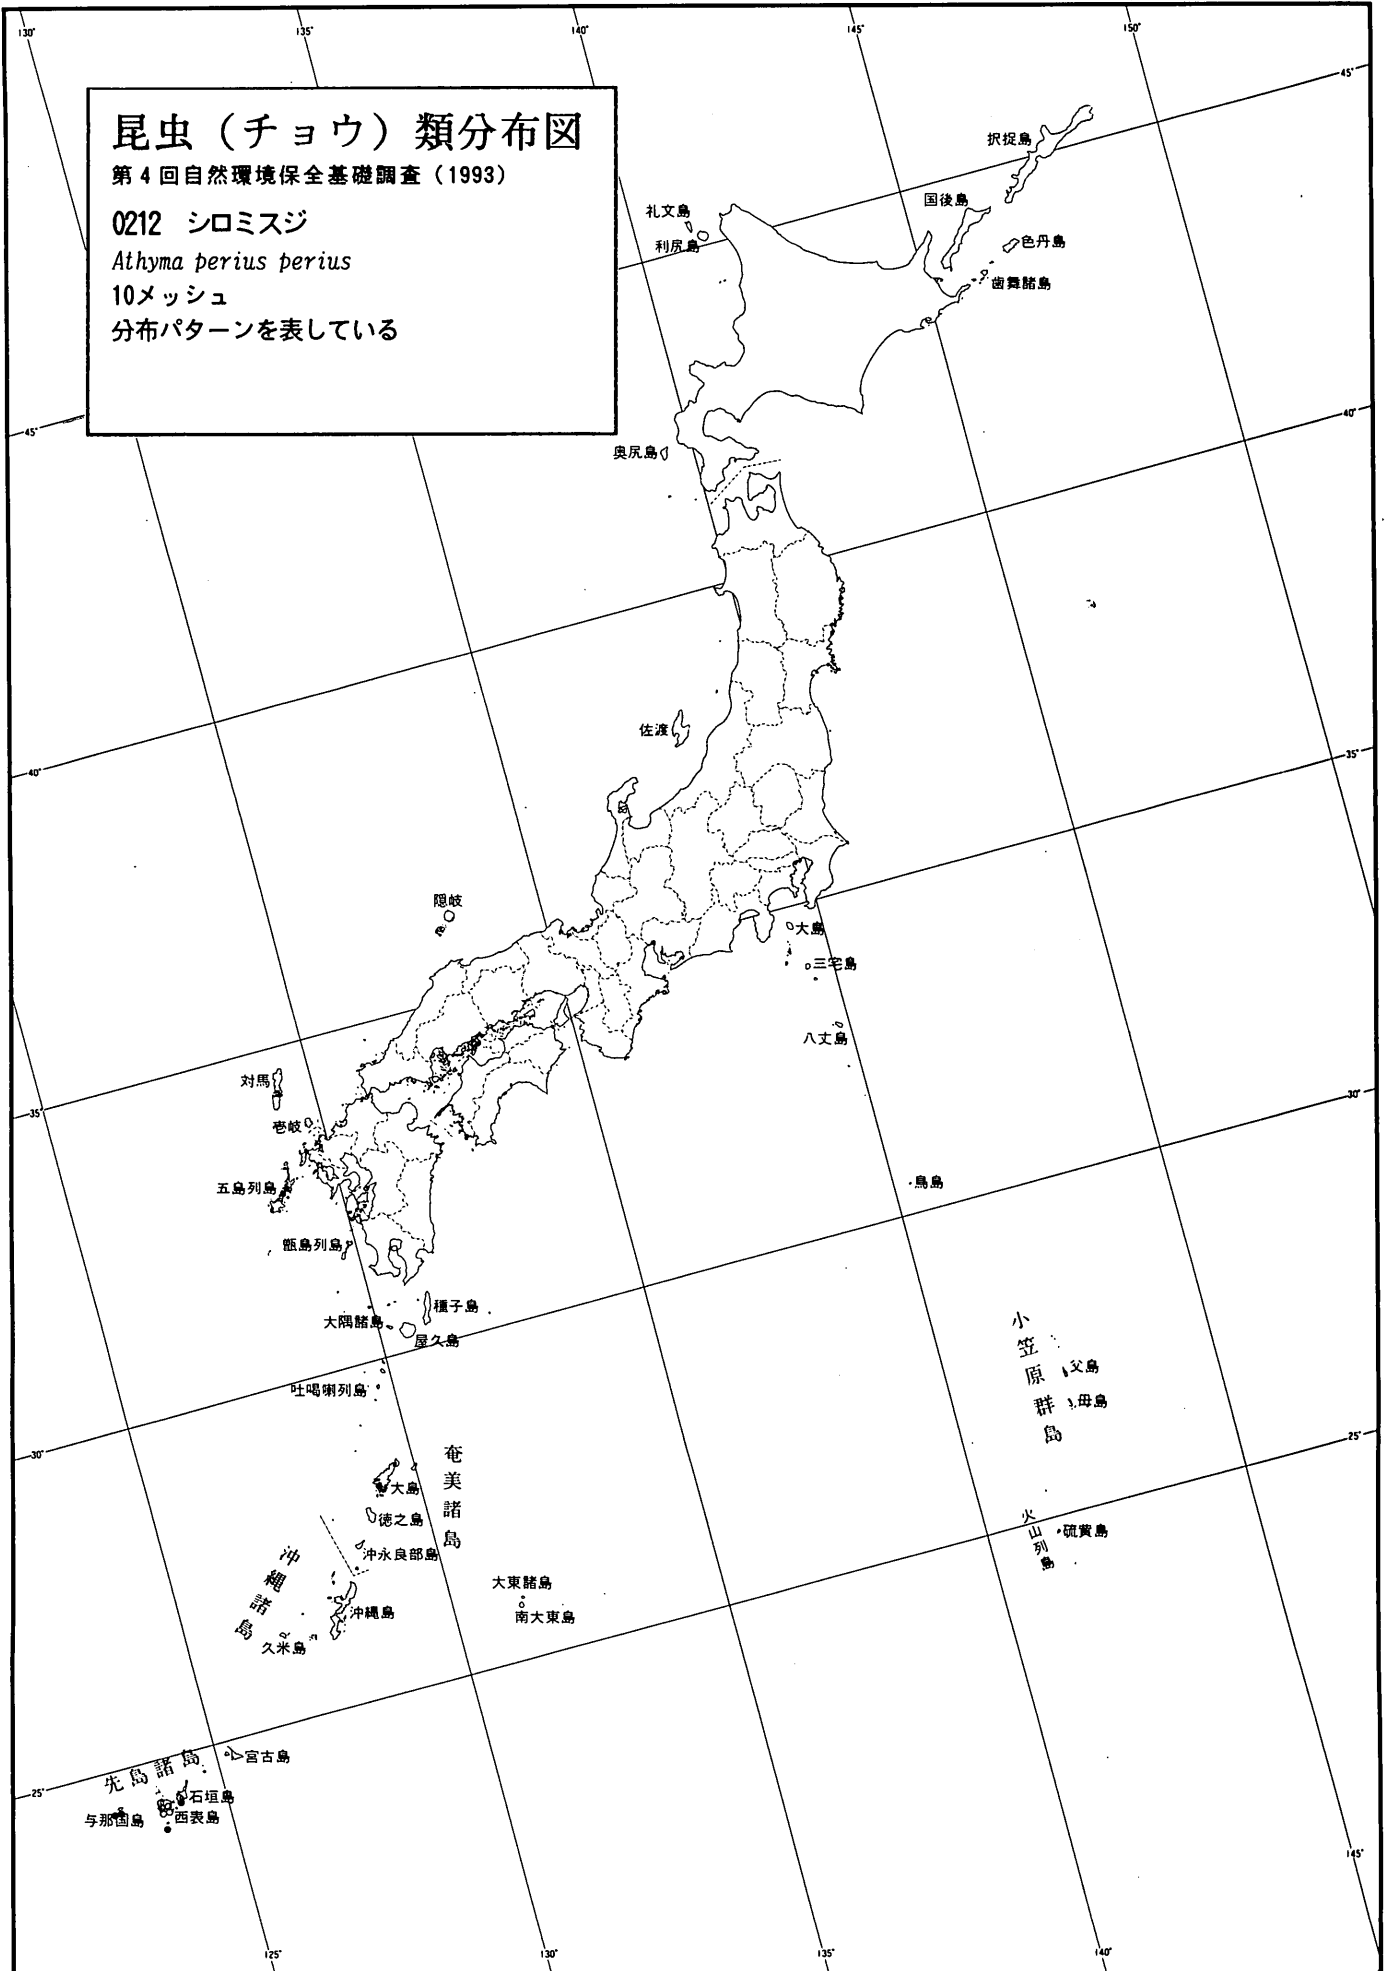 昆虫（チョウ）類分布図
第４回自然環境保全基礎調査（1993）
0212　シロミスジ
Athyma perius perius
10メッシュ
分布パターンを表している
130°
135°
140°
145°
150°
45°
択捉島
国後島
色丹島
歯舞諸島
礼文島
利尻島
40°
45°
奥尻島
佐渡
35°
40°
隠岐
大島
三宅島
八丈島
対馬
壱岐
35°
30°
五島列島
鳥島
甑島列島
種子島
大隅諸島
屋久島
吐噶喇列島
小笠原群島
父島
母島
25°
30°
奄美諸島
大島
徳之島
沖永良部島
火山列島
硫黄島
沖縄諸島
沖縄島
久米島
大東諸島
南大東島
先島諸島
宮古島
石垣島
西表島
与那国島
25°
145°
125°
130°
135°
140°